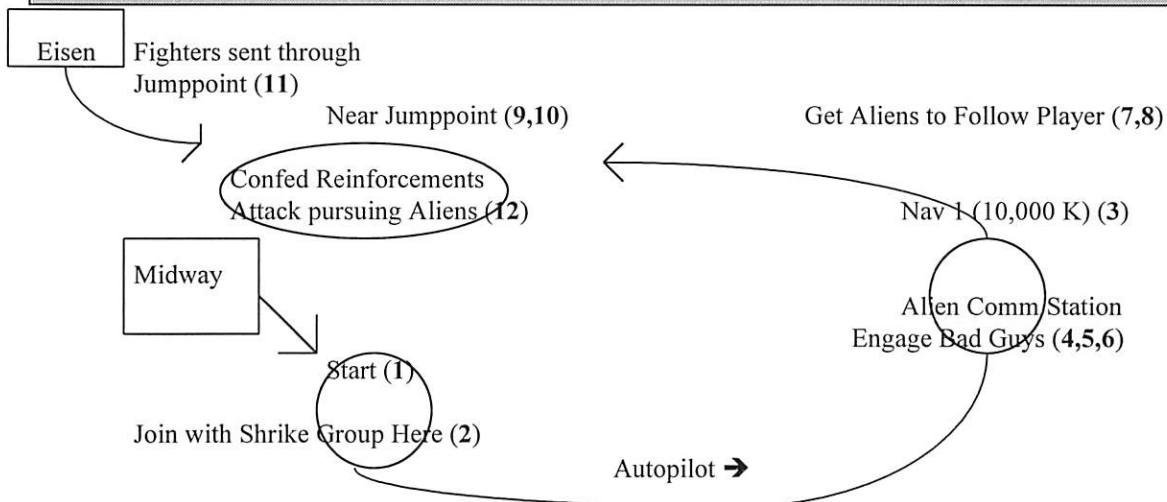 Eisen
Fighters sent through
Jumppoint (11)
Near Jumppoint (9,10)
Get Aliens to Follow Player (7,8)
Confed Reinforcements
Attack pursuing Aliens (12)
Nav 1 (10,000 K) (3)
Midway
Alien Comm Station
Engage Bad Guys (4,5,6)
Start (1)
Join with Shrike Group Here (2)
Autopilot ➔